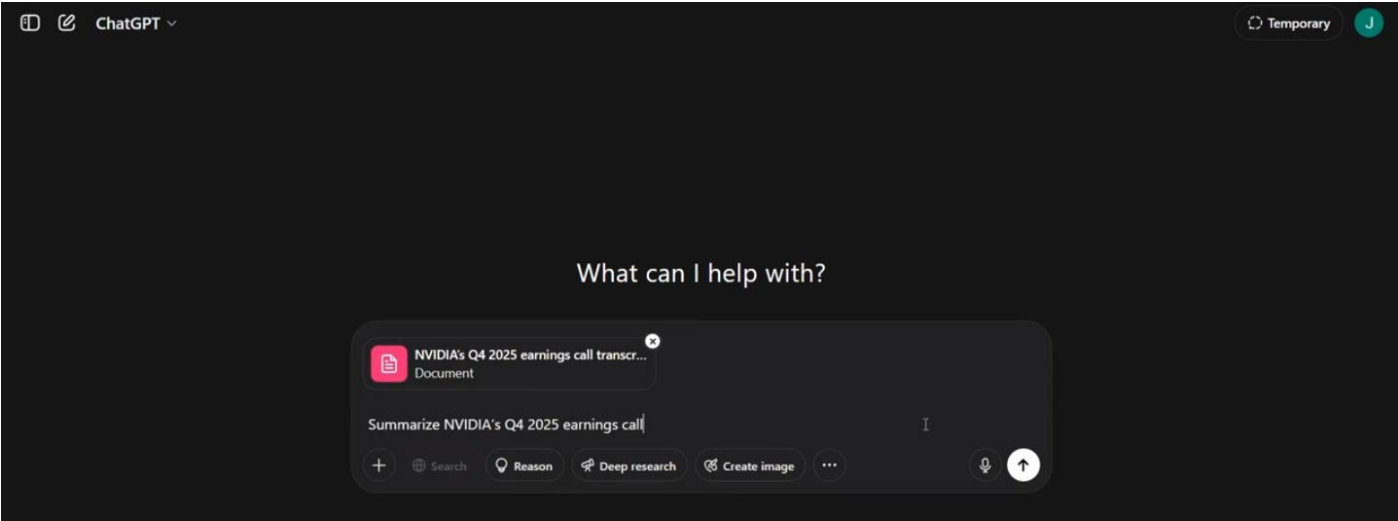 ChatGPT
Temporary
J
What can I help with?
NVIDIA's Q4 2025 earnings call transcr...
Document
Summarize NVIDIA's Q4 2025 earnings call
Search Reason Deep research Create image